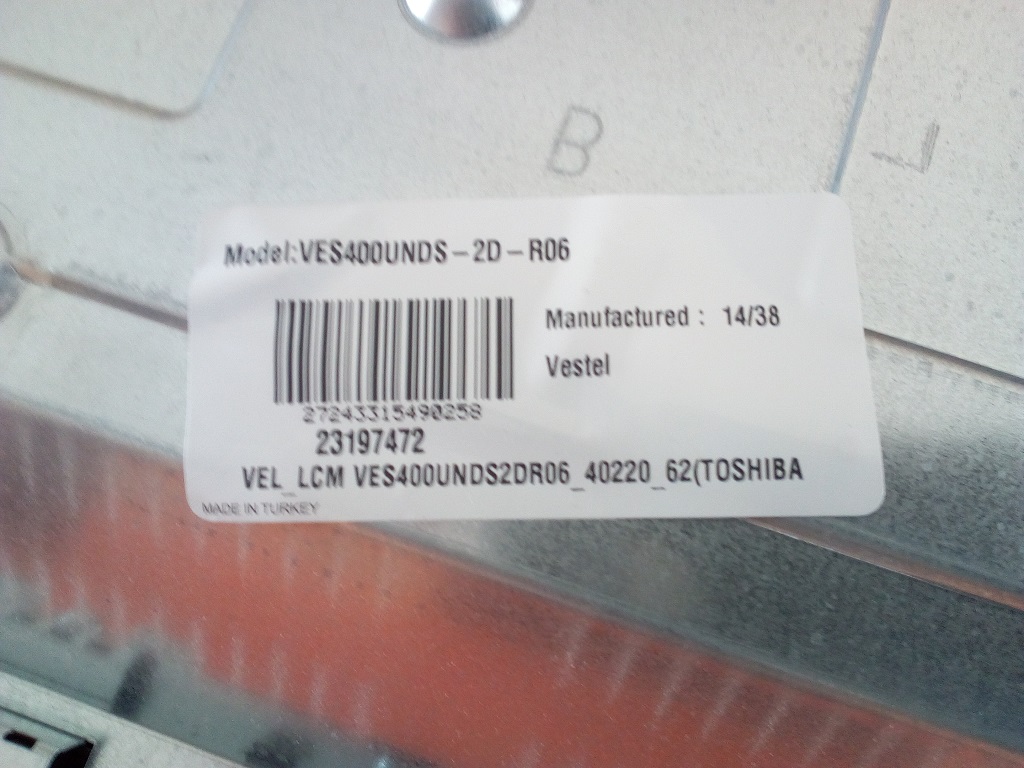 B
Model:VES400UNDS-2D-R06
Manufactured : 14/38
Vestel
27243315490258
23197472
VEL_LCM VES400UNDS2DR06_40220_62(TOSHIBA
MADE IN TURKEY